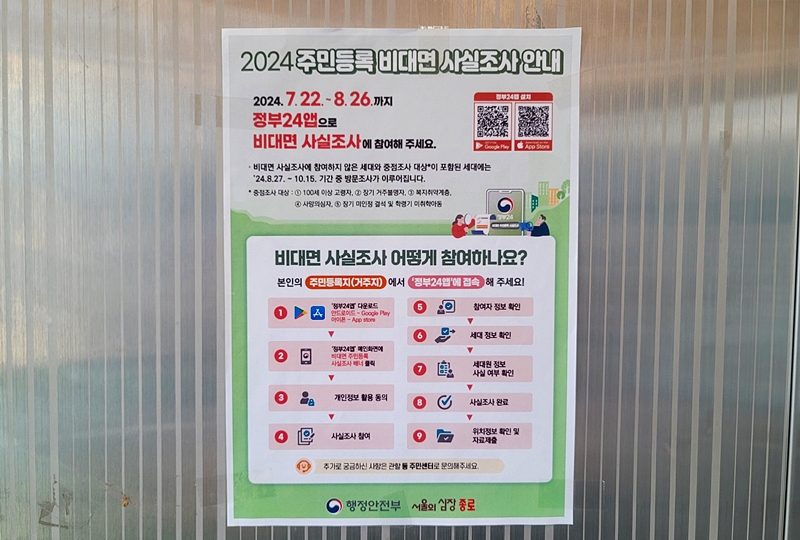 2024 주민등록 비대면 사실조사 안내
2024. 7. 22. ~ 8. 26.까지
정부24앱으로
비대면 사실조사에 참여해 주세요.
정부24앱 설치
Google Play
App Store
· 비대면 사실조사에 참여하지 않은 세대와 중점조사 대상*이 포함된 세대에는
'24.8.27. ~ 10.15. 기간 중 방문조사가 이루어집니다.
* 중점조사 대상 : ① 100세 이상 고령자, ② 장기 거주불명자, ③ 복지취약계층,
④ 사망의심자, ⑤ 장기 미인정 결석 및 학령기 미취학아동
정부24
비대면 사실조사 어떻게 참여하나요?
본인의 주민등록지(거주지) 에서 '정부24앱'에 접속 해 주세요!
1 '정부24앱' 다운로드
안드로이드 - Google Play
아이폰 - App store
2 '정부24앱' 메인화면에
비대면 주민등록
사실조사 배너 클릭
3 개인정보 활용 동의
4 사실조사 참여
5 참여자 정보 확인
6 세대 정보 확인
7 세대원 정보
사실 여부 확인
8 사실조사 완료
9 위치정보 확인 및
자료제출
추가로 궁금하신 사항은 관할 동 주민센터로 문의해주세요.
행정안전부 서울의 심장 종로